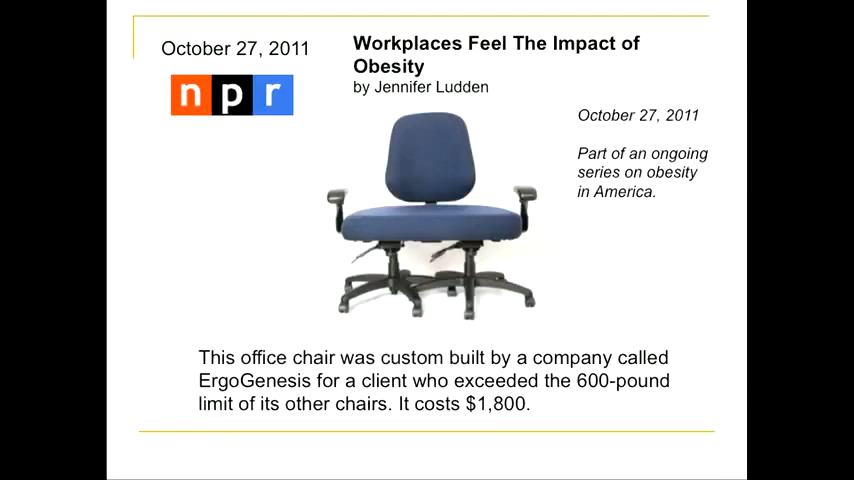 October 27, 2011
npr
Workplaces Feel The Impact of
Obesity
by Jennifer Ludden
October 27, 2011
Part of an ongoing
series on obesity
in America.
This office chair was custom built by a company called
ErgoGenesis for a client who exceeded the 600-pound
limit of its other chairs. It costs $1,800.